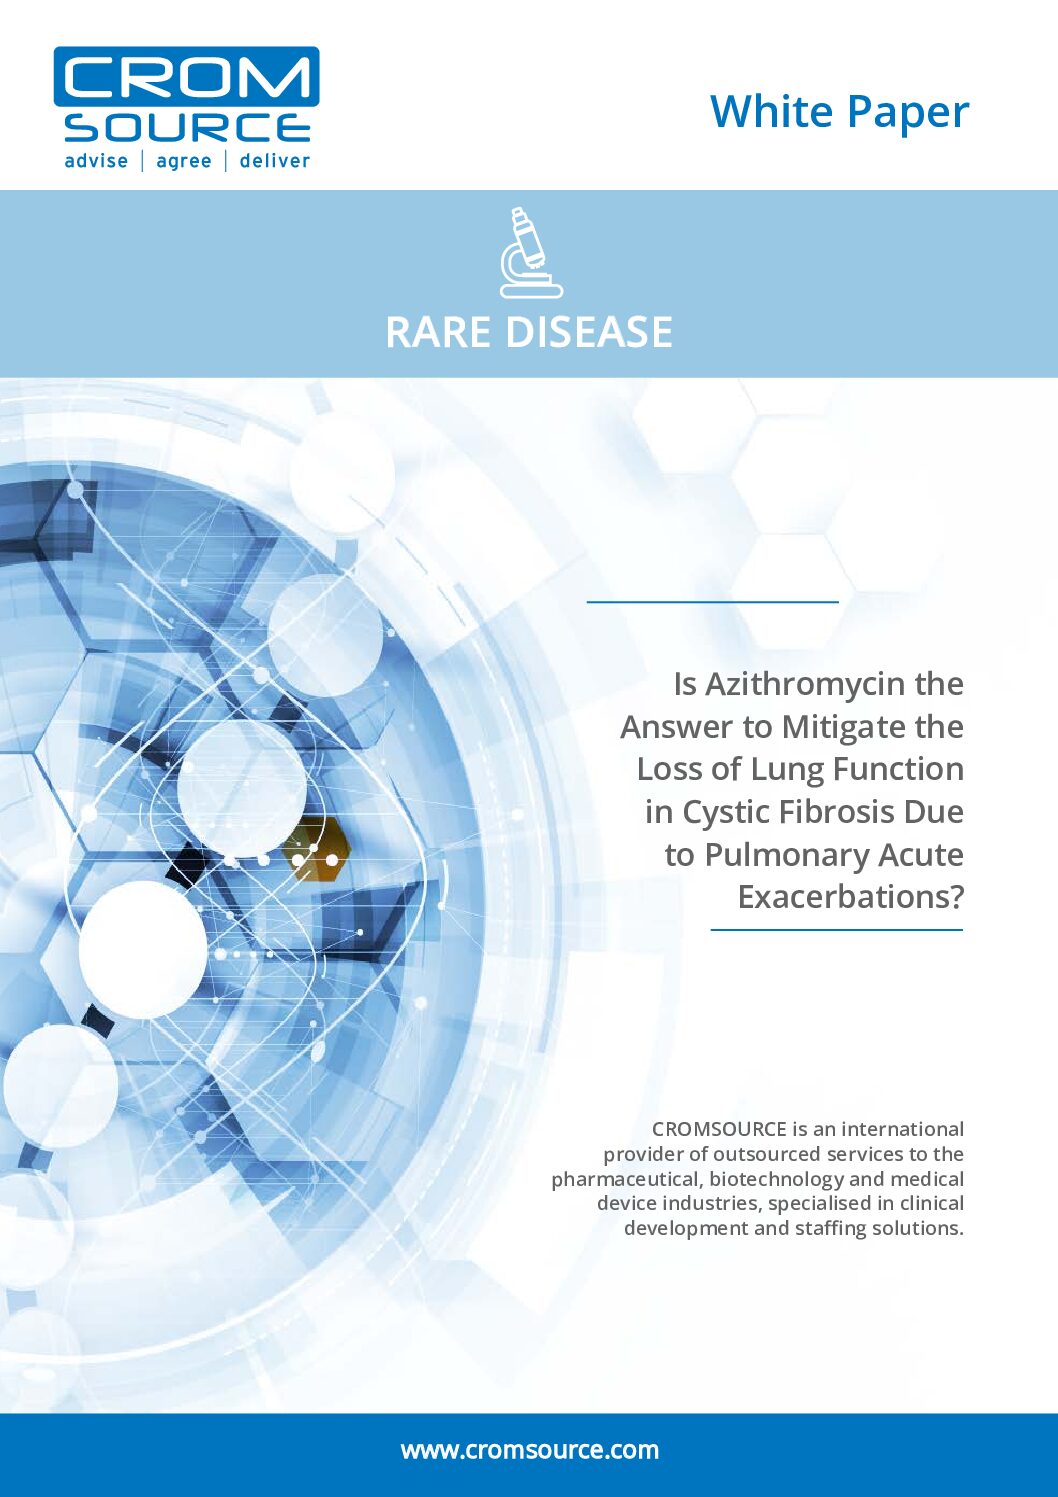 CROM
SOURCE
advise | agree | deliver
White Paper
RARE DISEASE
Is Azithromycin the
Answer to Mitigate the
Loss of Lung Function
in Cystic Fibrosis Due
to Pulmonary Acute
Exacerbations?
CROMSOURCE is an international
provider of outsourced services to the
pharmaceutical, biotechnology and medical
device industries, specialised in clinical
development and staffing solutions.
www.cromsource.com